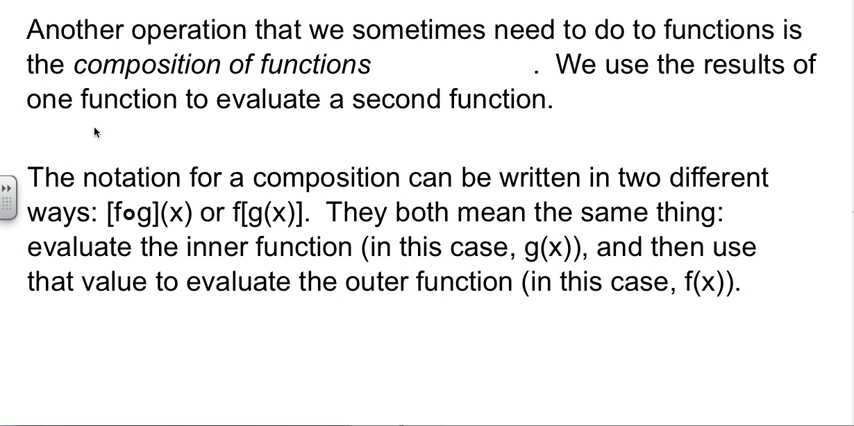 Another operation that we sometimes need to do to functions is
the composition of functions . We use the results of
one function to evaluate a second function.
The notation for a composition can be written in two different
ways: [f∘g](x) or f[g(x)]. They both mean the same thing:
evaluate the inner function (in this case, g(x)), and then use
that value to evaluate the outer function (in this case, f(x)).